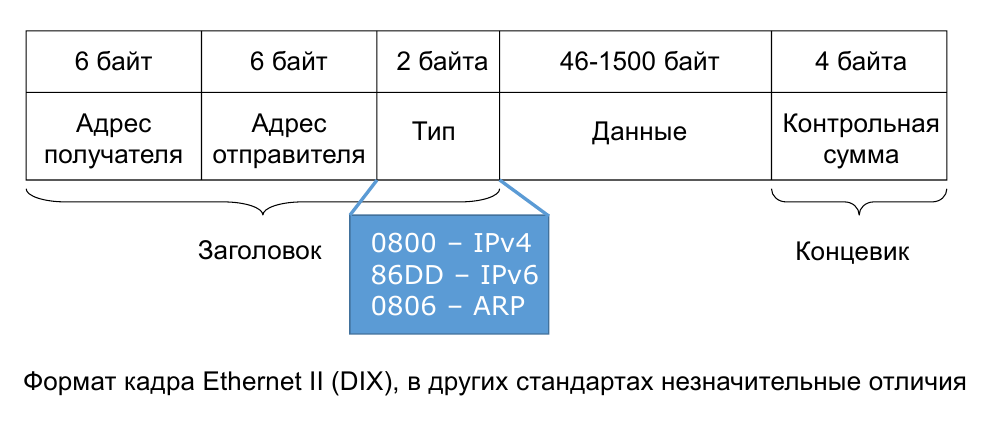 6 байт 6 байт 2 байта 46-1500 байт 4 байта
Адрес получателя Адрес отправителя Тип Данные Контрольная сумма
Заголовок
0800 – IPv4
86DD – IPv6
0806 – ARP
Концевик
Формат кадра Ethernet II (DIX), в других стандартах незначительные отличия